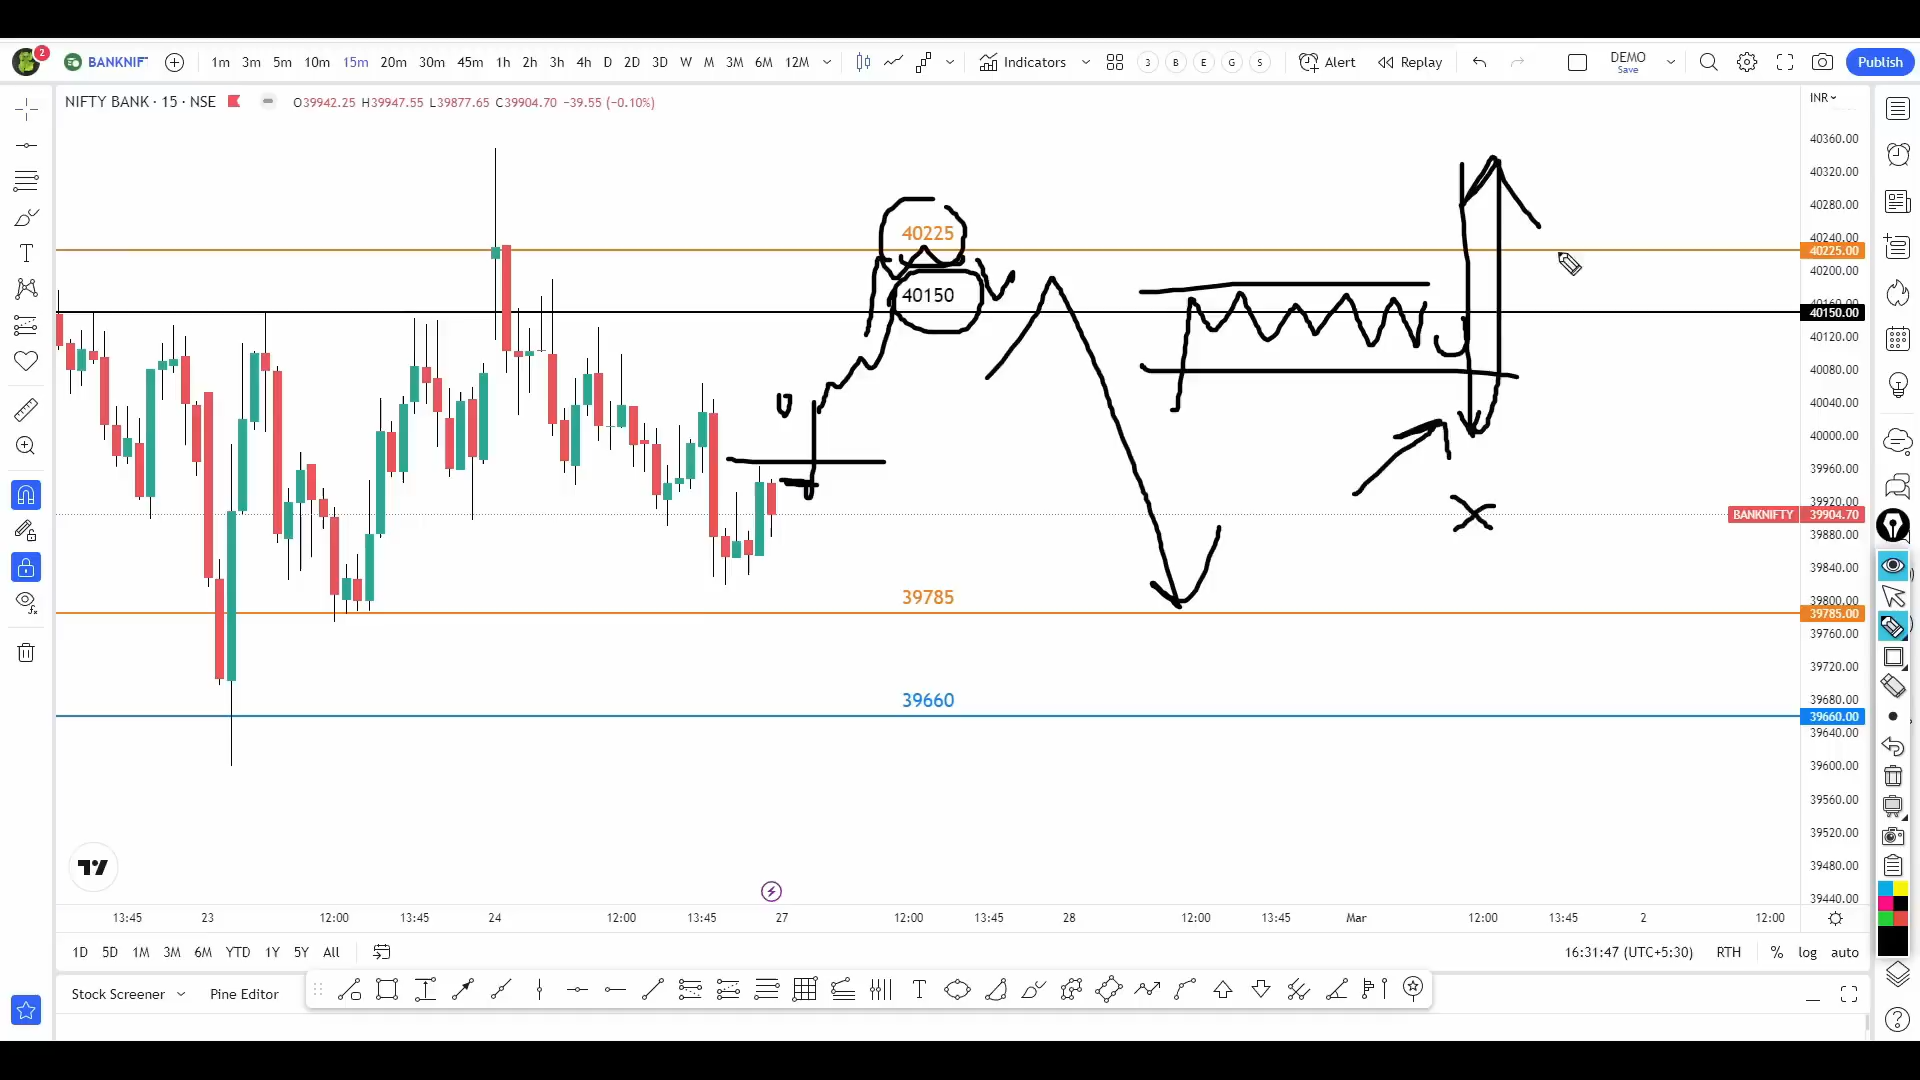 2
BANKNIF
1m 3m 5m 10m 15m 20m 30m 45m 1h 2h 3h 4h D 2D 3D W M 3M 6M 12M
Indicators
3 B E G S
Alert
Replay
DEMO
Save
Publish
NIFTY BANK · 15 · NSE
O39942.25 H39947.55 L39877.65 C39904.70 −39.55 (−0.10%)
INR
40360.00
40320.00
40280.00
40240.00
40225.00
40200.00
40160.00
40150.00
40120.00
40080.00
40040.00
40000.00
39960.00
39920.00
BANKNIFTY 39904.70
39880.00
39840.00
39800.00
39785.00
39760.00
39720.00
39680.00
39660.00
39640.00
39600.00
39560.00
39520.00
39480.00
39440.00
40225
40150
39785
39660
13:45 23 12:00 13:45 24 12:00 13:45 27 12:00 13:45 28 12:00 13:45 Mar 12:00 13:45 2 12:00
1D 5D 1M 3M 6M YTD 1Y 5Y All
16:31:47 (UTC+5:30) RTH % log auto
Stock Screener
Pine Editor